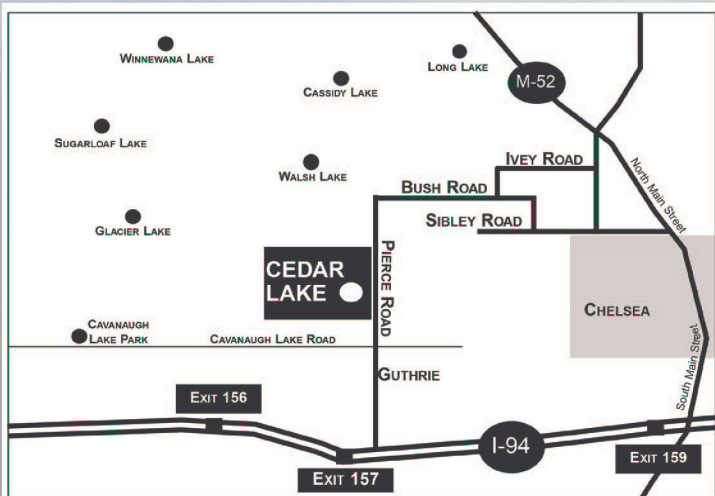 WINNEWANA LAKE
LONG LAKE
CASSIDY LAKE
M-52
SUGARLOAF LAKE
IVEY ROAD
WALSH LAKE
BUSH ROAD
North Main Street
SIBLEY ROAD
GLACIER LAKE
PIERCE ROAD
CEDAR
LAKE
CHELSEA
CAVANAUGH
LAKE PARK
CAVANAUGH LAKE ROAD
South Main Street
GUTHRIE
EXIT 156
I-94
EXIT 159
EXIT 157